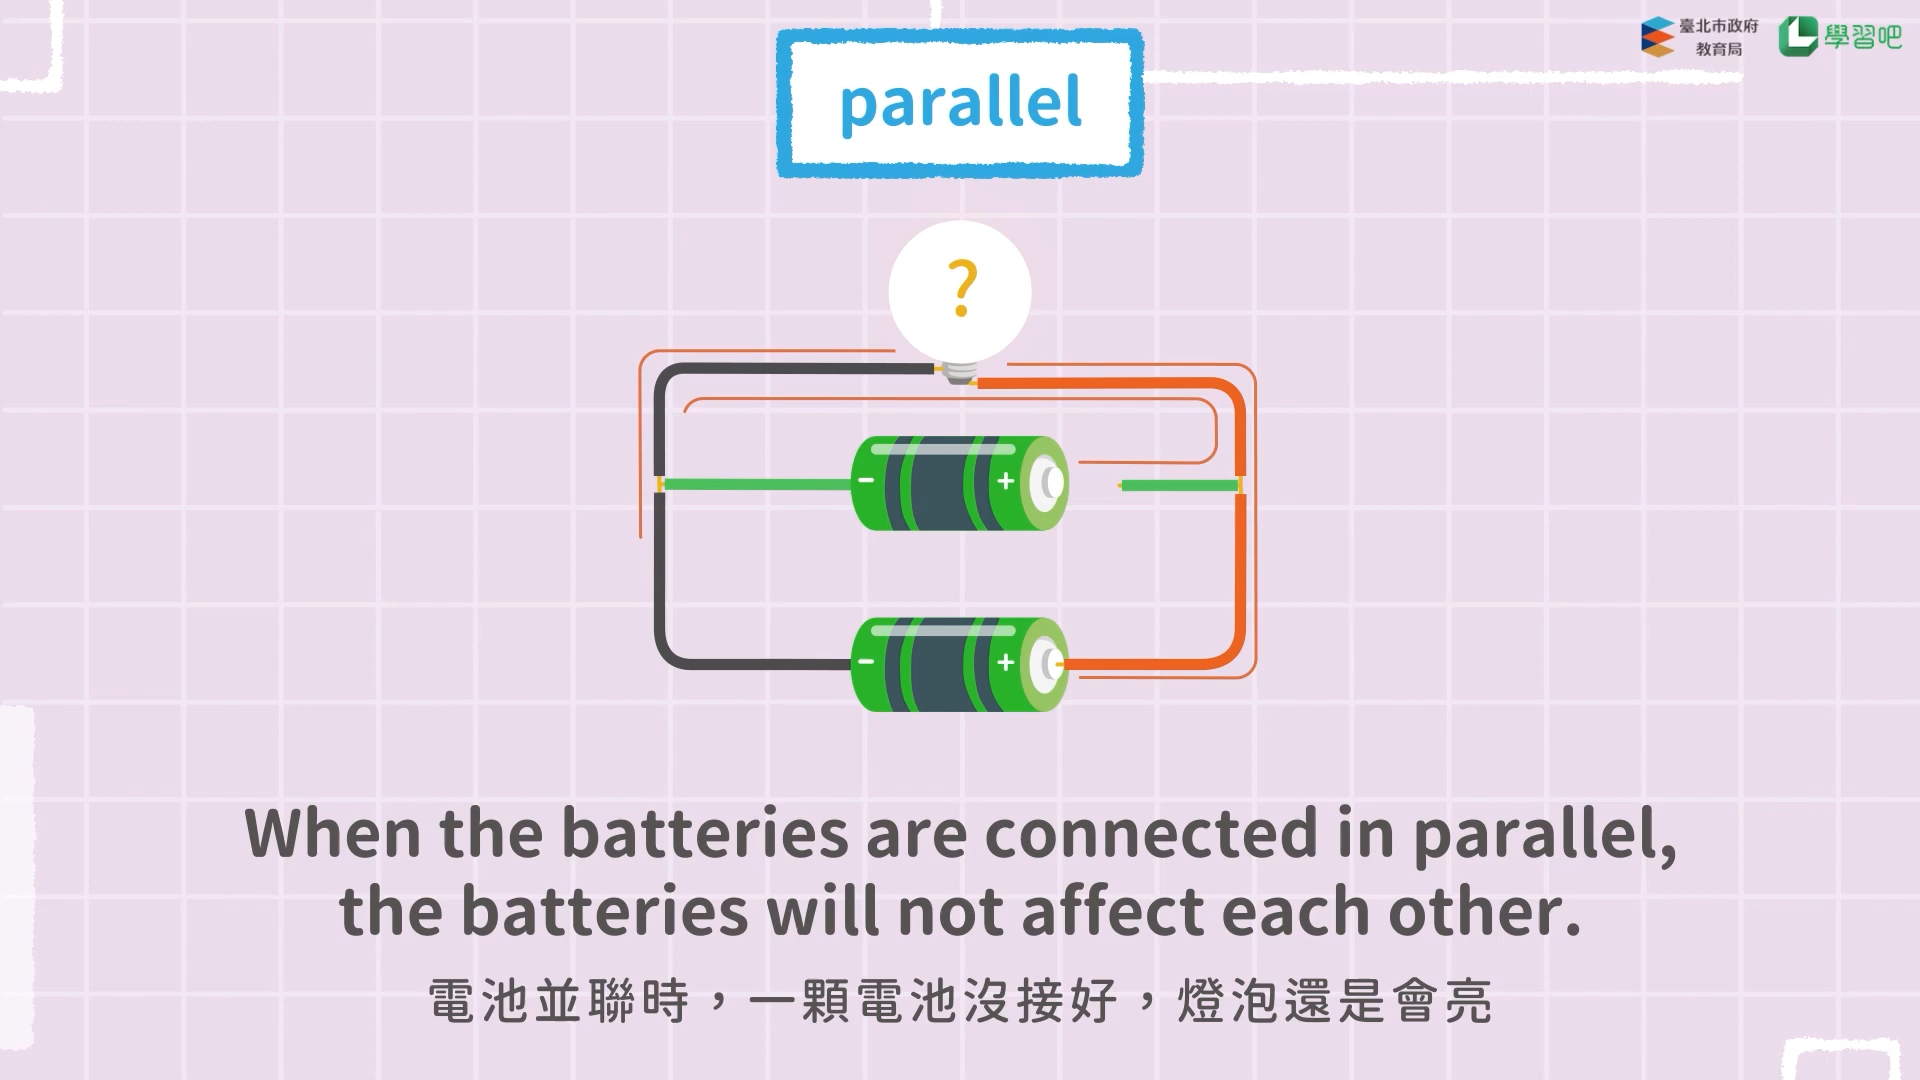 臺北市政府
教育局
學習吧
parallel
?
- +
- +
When the batteries are connected in parallel,
the batteries will not affect each other.
電池並聯時，一顆電池沒接好，燈泡還是會亮